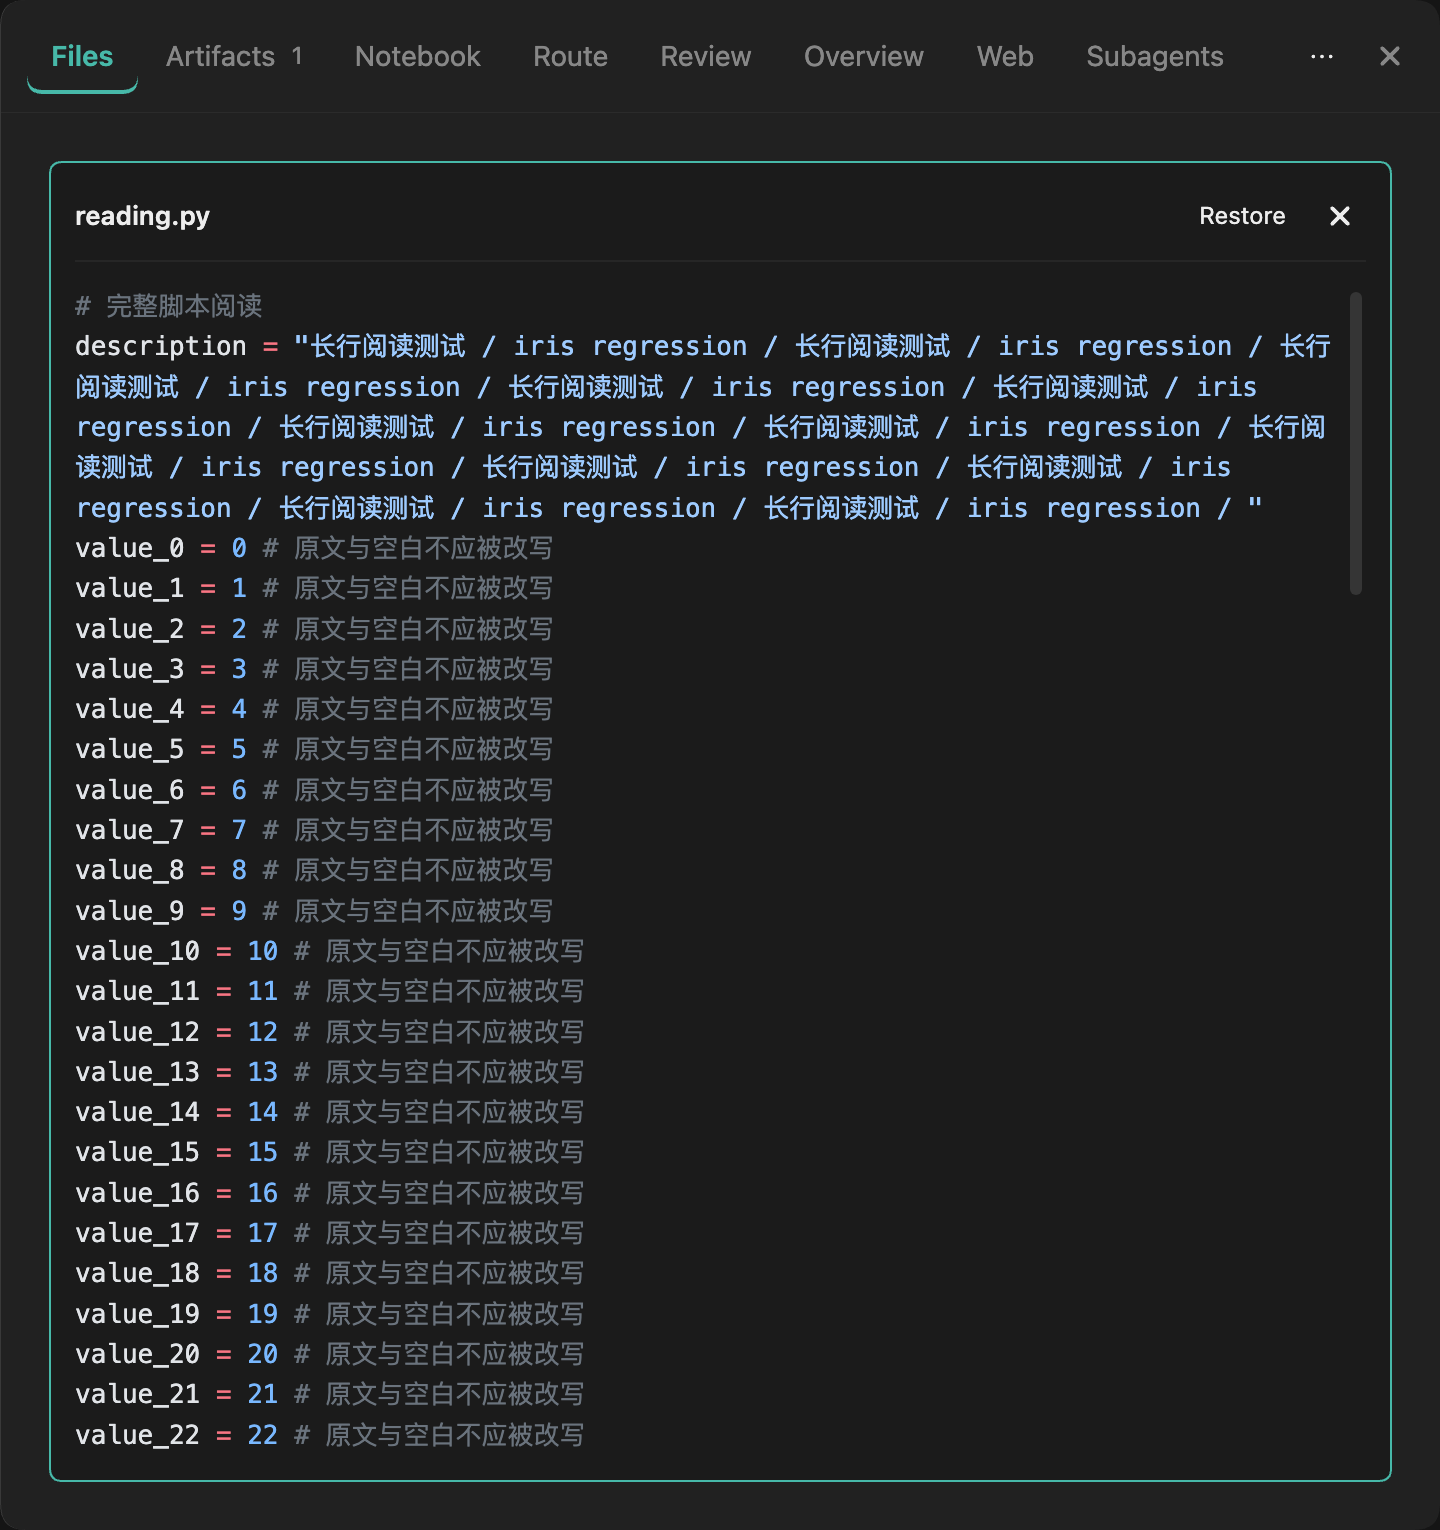 Files Artifacts 1 Notebook Route Review Overview Web Subagents ... ×
reading.py Restore ×
# 完整脚本阅读
description = "长行阅读测试 / iris regression / 长行阅读测试 / iris regression / 长行
阅读测试 / iris regression / 长行阅读测试 / iris regression / 长行阅读测试 / iris
regression / 长行阅读测试 / iris regression / 长行阅读测试 / iris regression / 长行阅
读测试 / iris regression / 长行阅读测试 / iris regression / 长行阅读测试 / iris
regression / 长行阅读测试 / iris regression / 长行阅读测试 / iris regression / "
value_0 = 0 # 原文与空白不应被改写
value_1 = 1 # 原文与空白不应被改写
value_2 = 2 # 原文与空白不应被改写
value_3 = 3 # 原文与空白不应被改写
value_4 = 4 # 原文与空白不应被改写
value_5 = 5 # 原文与空白不应被改写
value_6 = 6 # 原文与空白不应被改写
value_7 = 7 # 原文与空白不应被改写
value_8 = 8 # 原文与空白不应被改写
value_9 = 9 # 原文与空白不应被改写
value_10 = 10 # 原文与空白不应被改写
value_11 = 11 # 原文与空白不应被改写
value_12 = 12 # 原文与空白不应被改写
value_13 = 13 # 原文与空白不应被改写
value_14 = 14 # 原文与空白不应被改写
value_15 = 15 # 原文与空白不应被改写
value_16 = 16 # 原文与空白不应被改写
value_17 = 17 # 原文与空白不应被改写
value_18 = 18 # 原文与空白不应被改写
value_19 = 19 # 原文与空白不应被改写
value_20 = 20 # 原文与空白不应被改写
value_21 = 21 # 原文与空白不应被改写
value_22 = 22 # 原文与空白不应被改写